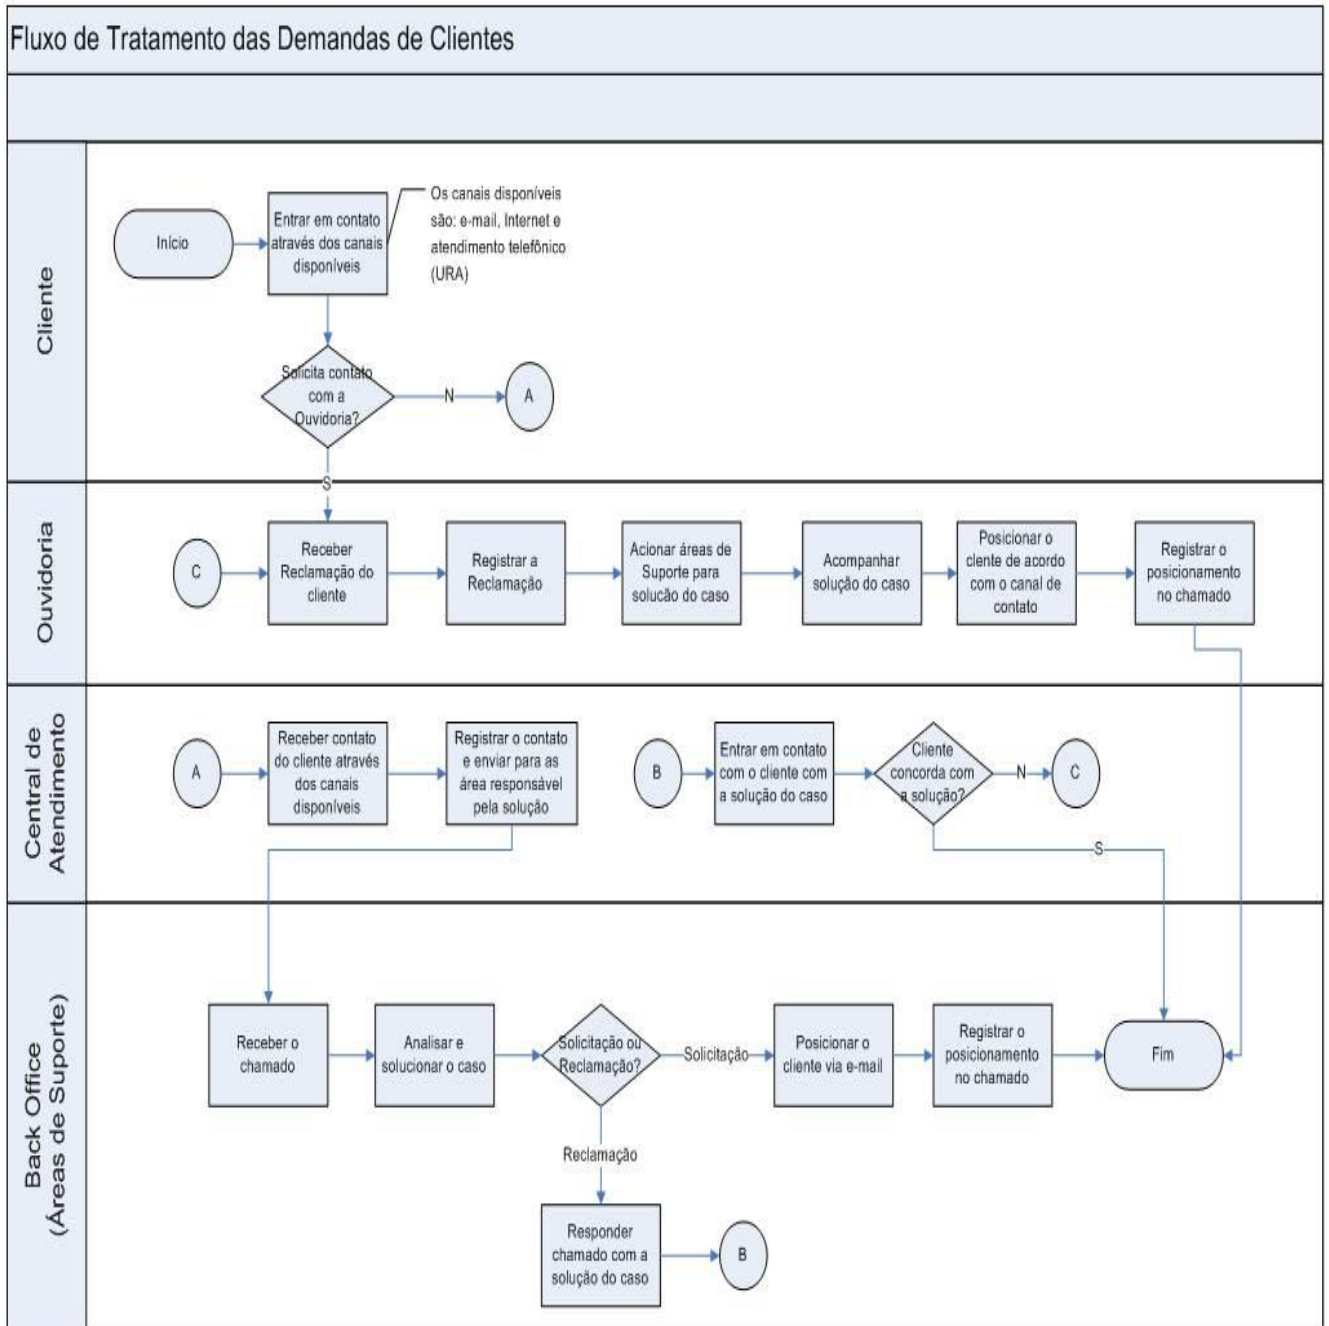 Fluxo de Tratamento das Demandas de Clientes
Cliente
Início
Entrar em contato
através dos canais
disponíveis
Os canais disponíveis
são: e-mail, Internet e
atendimento telefônico
(URA)
Solicita contato
com a
Ouvidoria?
N
A
S
Ouvidoria
C
Receber
Reclamação do
cliente
Registrar a
Reclamação
Acionar áreas de
Suporte para
solucão do caso
Acompanhar
solução do caso
Posicionar o
cliente de acordo
com o canal de
contato
Registrar o
posicionamento
no chamado
Central de
Atendimento
A
Receber contato
do cliente através
dos canais
disponíveis
Registrar o contato
e enviar para as
área responsável
pela solução
B
Entrar em contato
com o cliente com
a solução do caso
Cliente
concorda com
a solução?
N
C
S
Back Office
(Áreas de Suporte)
Receber o
chamado
Analisar e
solucionar o caso
Solicitação ou
Reclamação?
Solicitação
Posicionar o
cliente via e-mail
Registrar o
posicionamento
no chamado
Fim
Reclamação
Responder
chamado com a
solução do caso
B